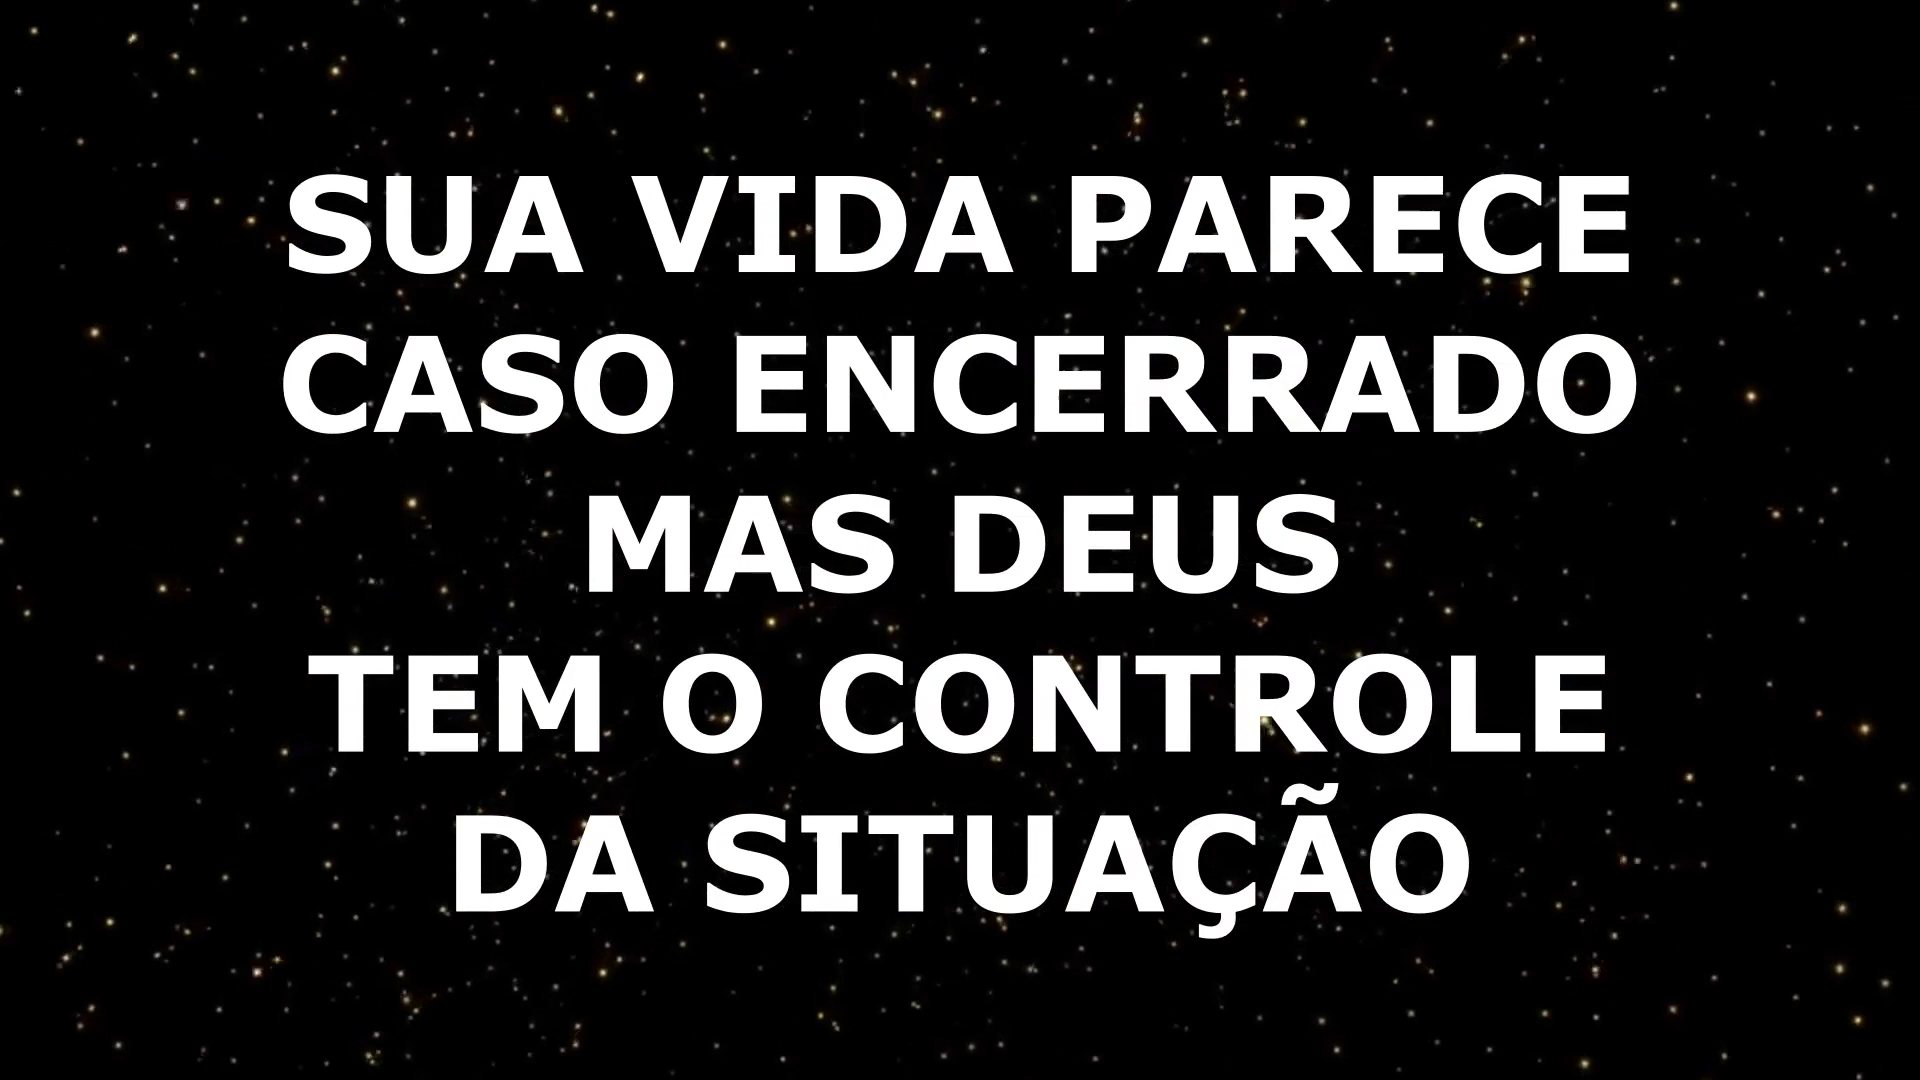 SUA VIDA PARECE
CASO ENCERRADO
MAS DEUS
TEM O CONTROLE
DA SITUAÇÃO